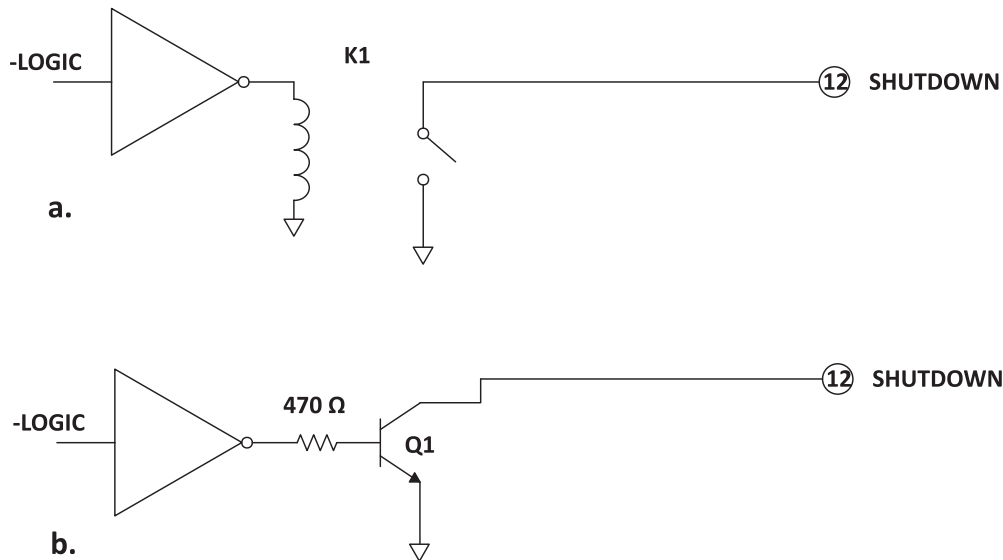 K1
-LOGIC
12 SHUTDOWN
a.
12 SHUTDOWN
470 Ω
-LOGIC
Q1
b.